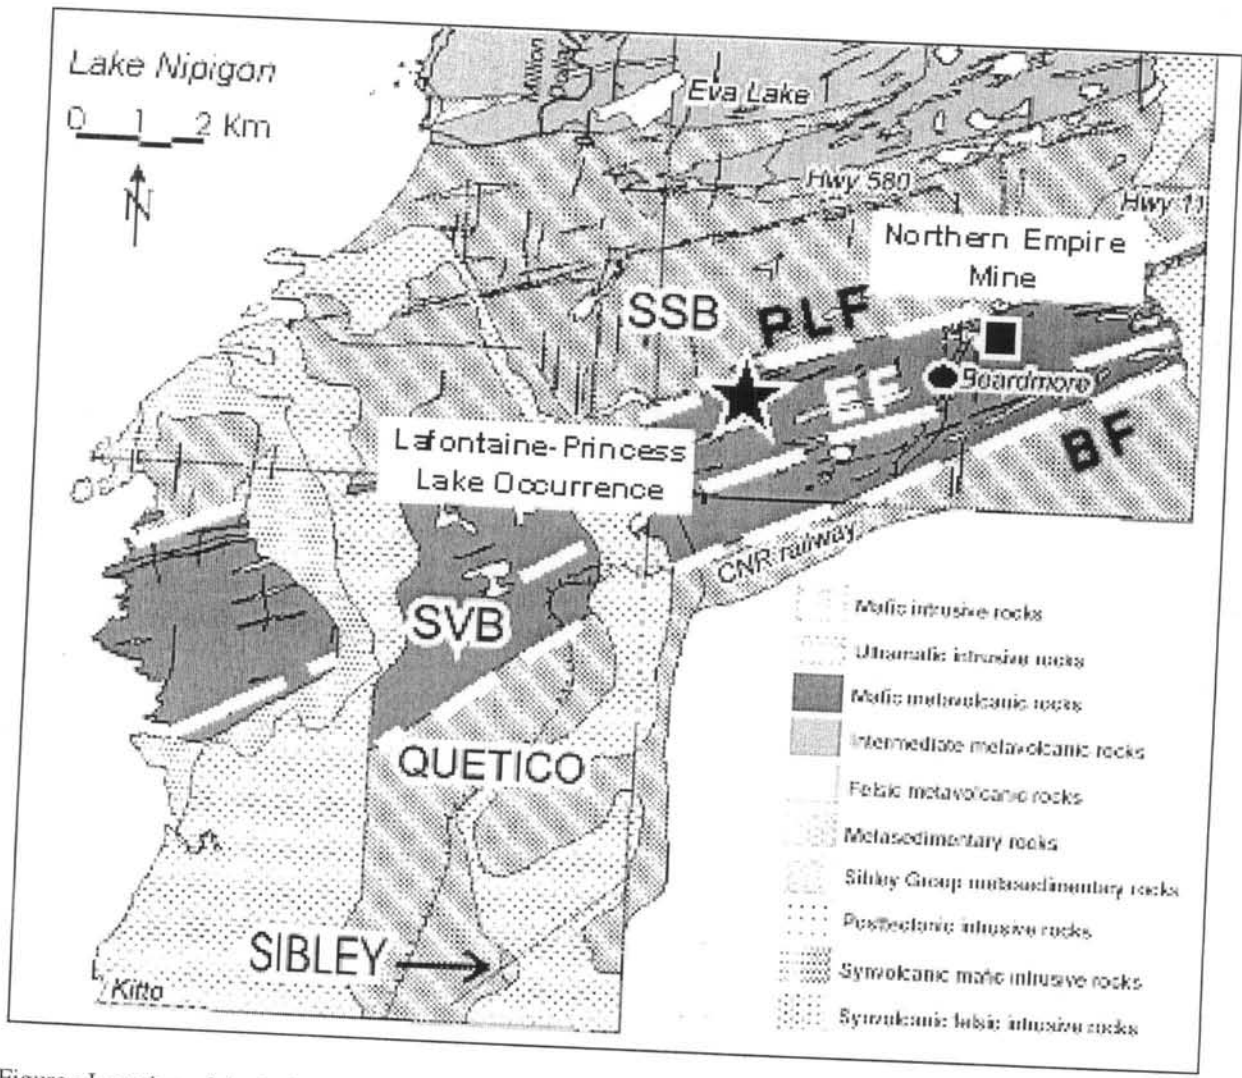 Lake Nipigon
0 1 2 Km
N
Eva Lake
Hwy 580
Hwy 11
Northern Empire
Mine
SSB
PLF
EF
Beardmore
BF
Lafontaine-Princess
Lake Occurrence
CNR railway
SVB
QUETICO
SIBLEY
Kitto
Mafic intrusive rocks
Ultramafic intrusive rocks
Mafic metavolcanic rocks
Intermediate metavolcanic rocks
Felsic metavolcanic rocks
Metasedimentary rocks
Sibley Group metasedimentary rocks
Posttectonic intrusive rocks
Synvolcanic mafic intrusive rocks
Synvolcanic felsic intrusive rocks